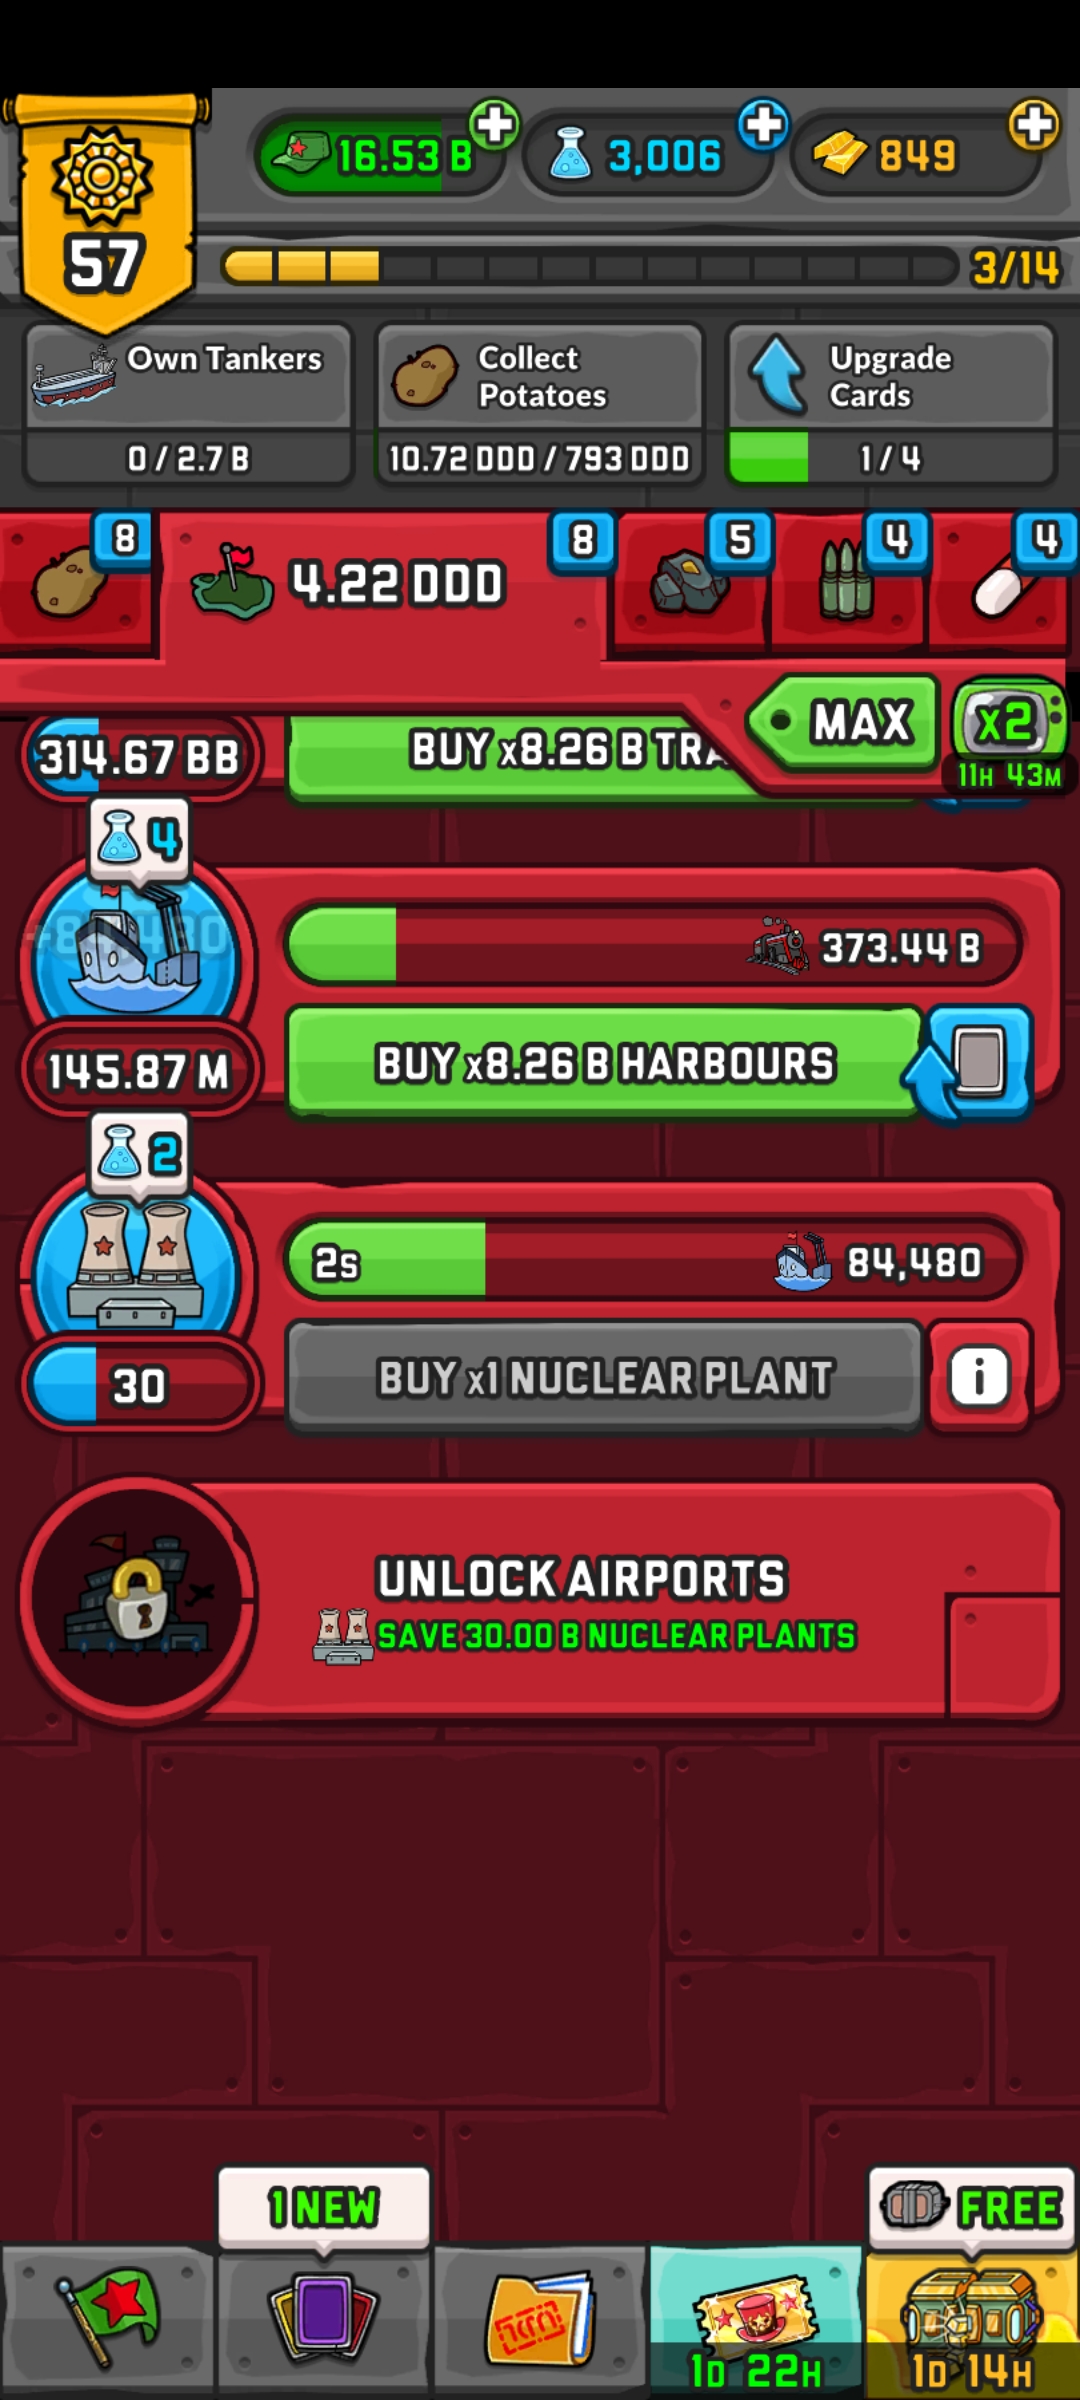 16.53 B
3,006
849
57
3/14
Own Tankers
0 / 2.7 B
Collect
Potatoes
10.72 DDD / 793 DDD
Upgrade
Cards
1 / 4
8
4.22 DDD
8
5
4
4
314.67 BB
BUY x8.26 B TRA
MAX
x2
11H 43M
4
+84,480
373.44 B
145.87 M
BUY x8.26 B HARBOURS
2
2s
84,480
30
BUY x1 NUCLEAR PLANT
i
UNLOCK AIRPORTS
SAVE 30.00 B NUCLEAR PLANTS
1 NEW
FREE
1D 22H
1D 14H